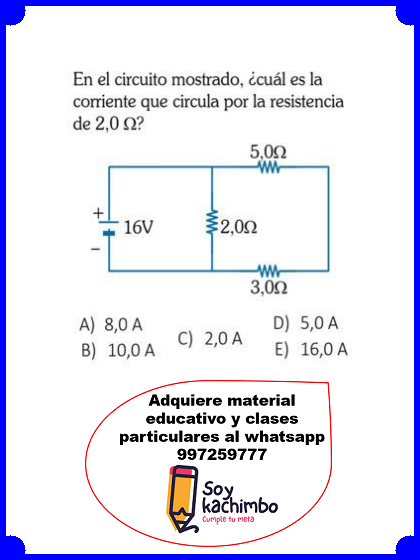 En el circuito mostrado, ¿cuál es la
corriente que circula por la resistencia
de 2,0 Ω?
5,0Ω
+
16V
2,0Ω
−
3,0Ω
A) 8,0 A
B) 10,0 A
C) 2,0 A
D) 5,0 A
E) 16,0 A
Adquiere material
educativo y clases
particulares al whatsapp
997259777
Soy
kachimbo
Cumple tu meta